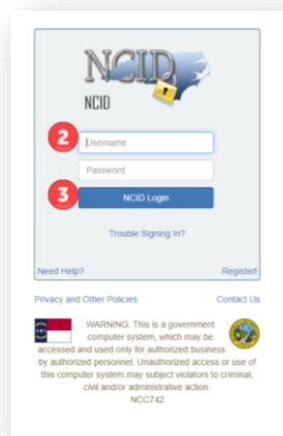 NCID
NCID
2
Username
Password
3
NCID Login
Trouble Signing In?
Need Help? Register!
Privacy and Other Policies Contact Us
WARNING: This is a government
computer system, which may be
accessed and used only for authorized business
by authorized personnel. Unauthorized access or use of
this computer system may subject violators to criminal,
civil and/or administrative action.
NCC742